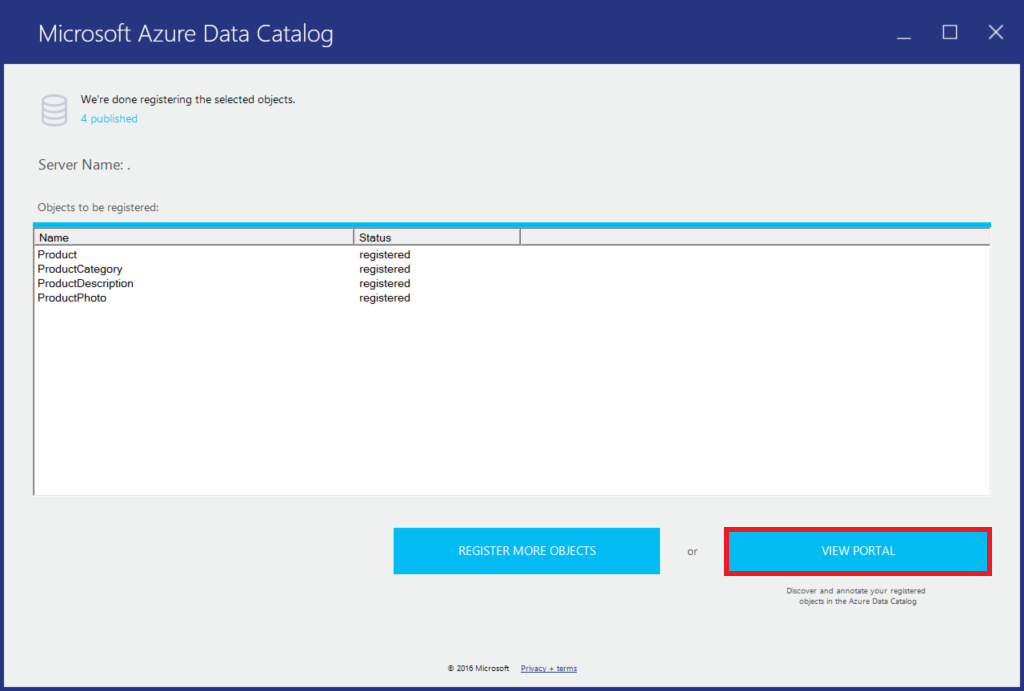 Microsoft Azure Data Catalog
We're done registering the selected objects.
4 published
Server Name: .
Objects to be registered:
Name Status
Product registered
ProductCategory registered
ProductDescription registered
ProductPhoto registered
REGISTER MORE OBJECTS or VIEW PORTAL
Discover and annotate your registered
objects in the Azure Data Catalog
© 2016 Microsoft Privacy + terms